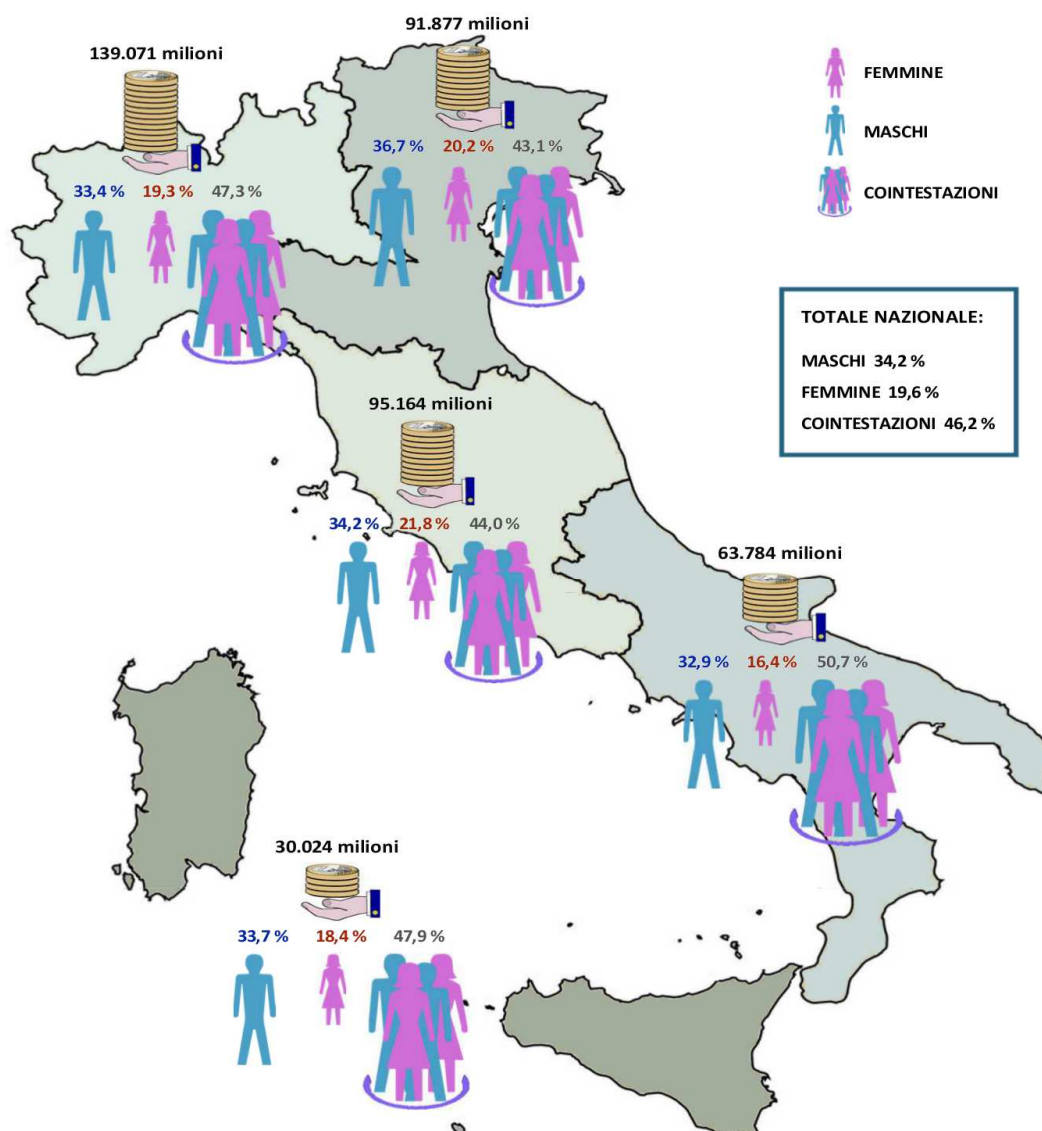 139.071 milioni
91.877 milioni
FEMMINE
MASCHI
COINTESTAZIONI
36,7 % 20,2 % 43,1 %
33,4 % 19,3 % 47,3 %
TOTALE NAZIONALE:
MASCHI 34,2 %
FEMMINE 19,6 %
COINTESTAZIONI 46,2 %
95.164 milioni
34,2 % 21,8 % 44,0 %
63.784 milioni
32,9 % 16,4 % 50,7 %
30.024 milioni
33,7 % 18,4 % 47,9 %